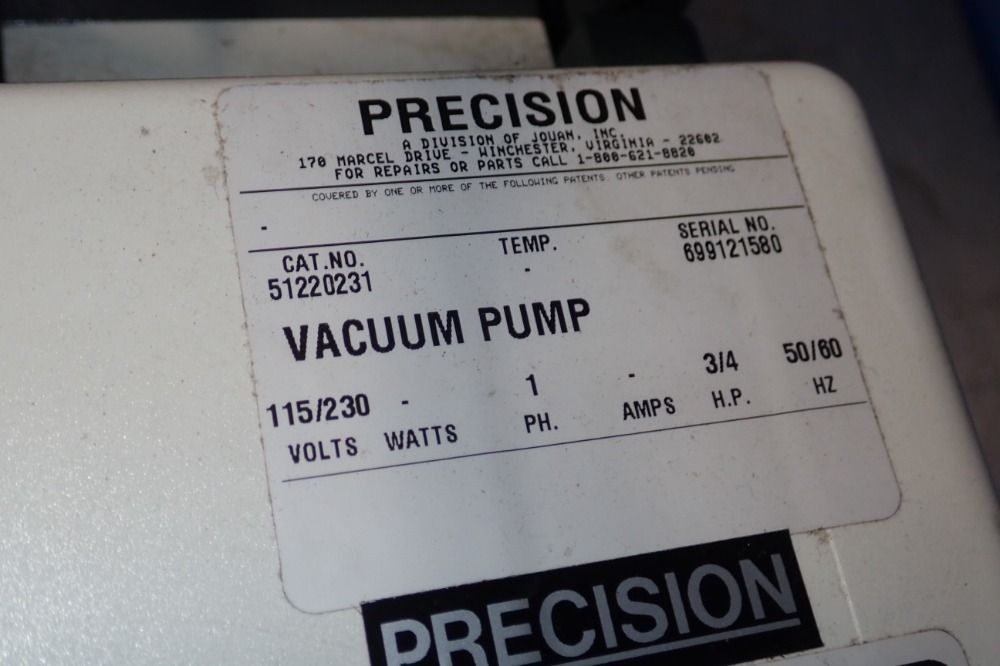 PRECISION
A DIVISION OF JOUAN, INC.
170 MARCEL DRIVE - WINCHESTER, VIRGINIA - 22602
FOR REPAIRS OR PARTS CALL 1-800-621-8820
COVERED BY ONE OR MORE OF THE FOLLOWING PATENTS. OTHER PATENTS PENDING
-
CAT.NO. TEMP. SERIAL NO.
51220231 - 699121580
VACUUM PUMP
115/230 - 1 - 3/4 50/60
VOLTS WATTS PH. AMPS H.P. HZ
PRECISION